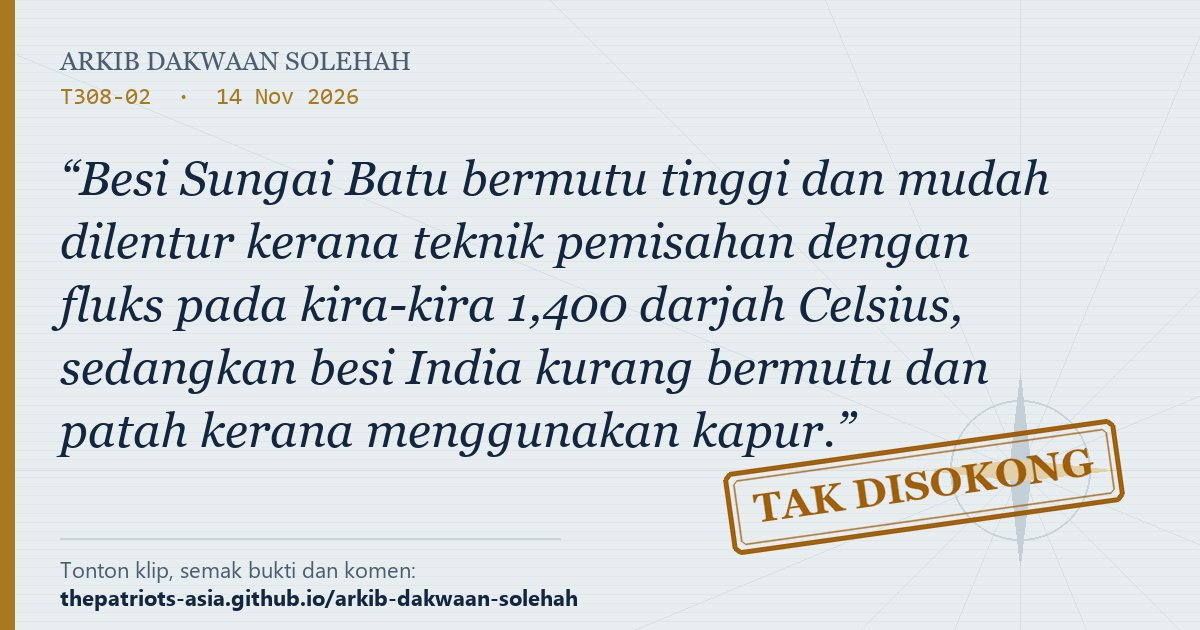 ARKIB DAKWAAN SOLEHAH
T308-02 · 14 Nov 2026
“Besi Sungai Batu bermutu tinggi dan mudah
dilentur kerana teknik pemisahan dengan
fluks pada kira-kira 1,400 darjah Celsius,
sedangkan besi India kurang bermutu dan
patah kerana menggunakan kapur.”
TAK DISOKONG
Tonton klip, semak bukti dan komen:
thepatriots-asia.github.io/arkib-dakwaan-solehah